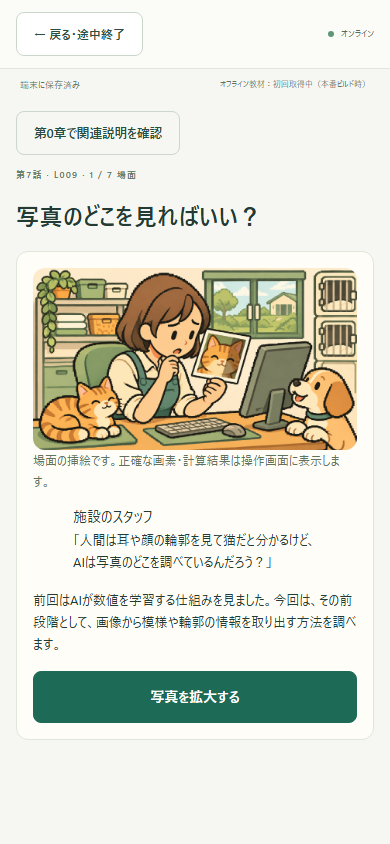 ← 戻る・途中終了
オンライン
端末に保存済み
オフライン教材：初回取得中（本番ビルド時）
第0章で関連説明を確認
第7話 · L009 · 1 / 7 場面
写真のどこを見ればいい？
場面の挿絵です。正確な画素・計算結果は操作画面に表示しま
す。
施設のスタッフ
「人間は耳や顔の輪郭を見て猫だと分かるけど、
AIは写真のどこを調べているんだろう？」
前回はAIが数値を学習する仕組みを見ました。今回は、その前
段階として、画像から模様や輪郭の情報を取り出す方法を調べ
ます。
写真を拡大する